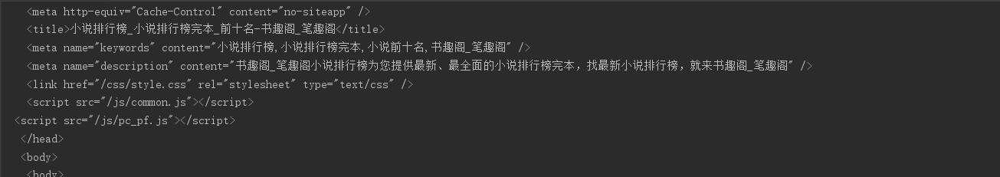 <meta http-equiv="Cache-Control" content="no-siteapp" />
<title>小说排行榜_小说排行榜完本_前十名-书趣阁_笔趣阁</title>
<meta name="keywords" content="小说排行榜,小说排行榜完本,小说前十名,书趣阁_笔趣阁" />
<meta name="description" content="书趣阁_笔趣阁小说排行榜为您提供最新、最全面的小说排行榜完本，找最新小说排行榜，就来书趣阁_笔趣阁" />
<link href="/css/style.css" rel="stylesheet" type="text/css" />
<script src="/js/common.js"></script>
<script src="/js/pc_pf.js"></script>
</head>
<body>
<body>